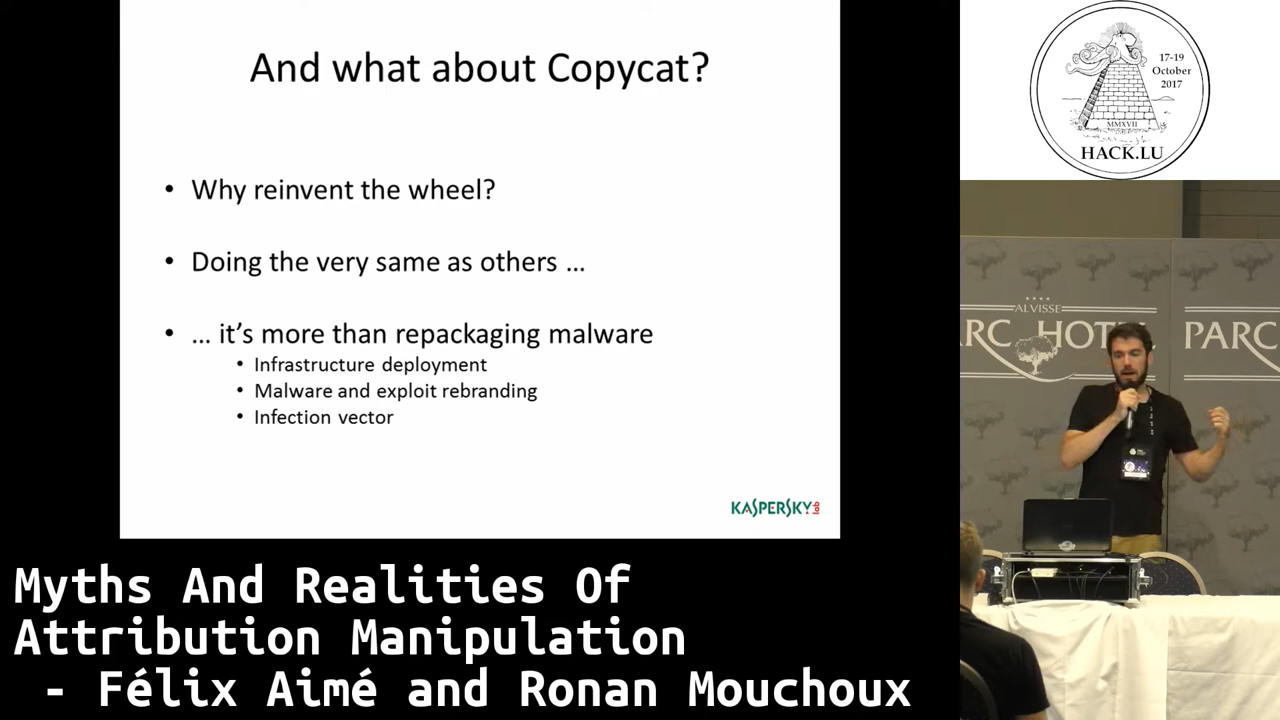 And what about Copycat?
• Why reinvent the wheel?
• Doing the very same as others ...
• ... it's more than repackaging malware
• Infrastructure deployment
• Malware and exploit rebranding
• Infection vector
KASPERSKY lab
17-19
October
2017
MMXVII
HACK.LU
ALVISSE
PARC HOTEL
PARC
Myths And Realities Of
Attribution Manipulation
- Félix Aimé and Ronan Mouchoux